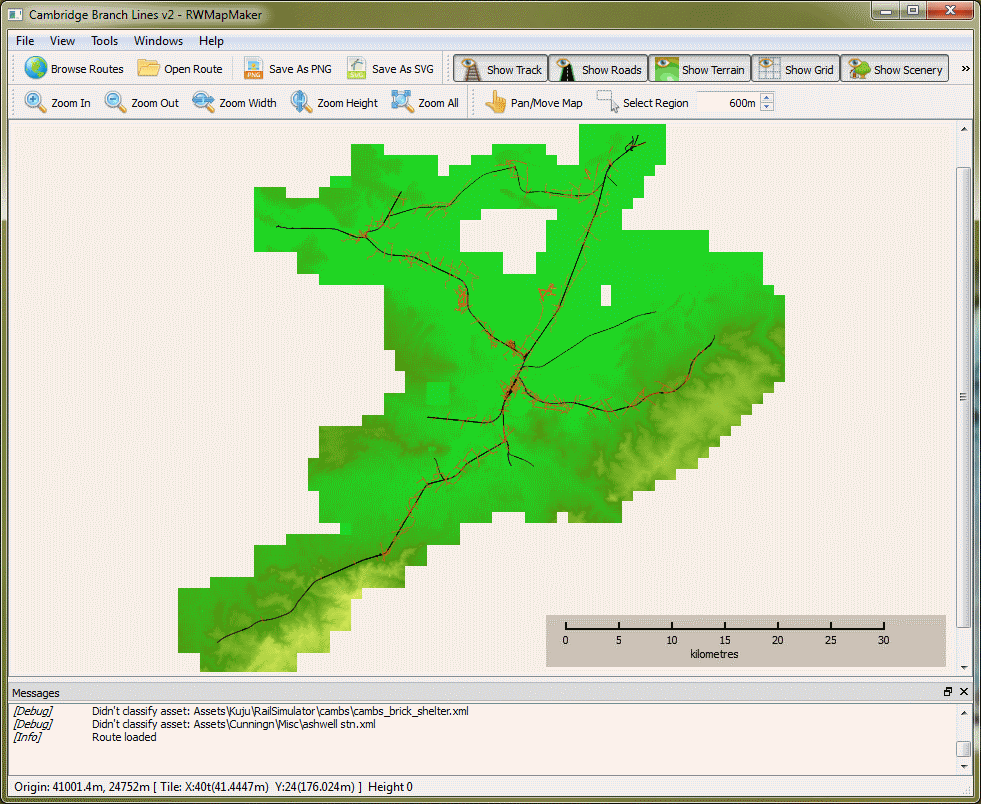 Cambridge Branch Lines v2 - RWMapMaker
File View Tools Windows Help
Browse Routes Open Route PNG Save As PNG SVG Save As SVG Show Track Show Roads Show Terrain Show Grid Show Scenery »
Zoom In Zoom Out Zoom Width Zoom Height Zoom All Pan/Move Map Select Region 600m
0 5 10 15 20 25 30
kilometres
Messages
[Debug] Didn't classify asset: Assets\Kuju\RailSimulator\cambs\cambs_brick_shelter.xml
[Debug] Didn't classify asset: Assets\Cunningn\Misc\ashwell stn.xml
[Info] Route loaded
Origin: 41001.4m, 24752m [ Tile: X:40t(41.4447m) Y:24(176.024m) ] Height 0